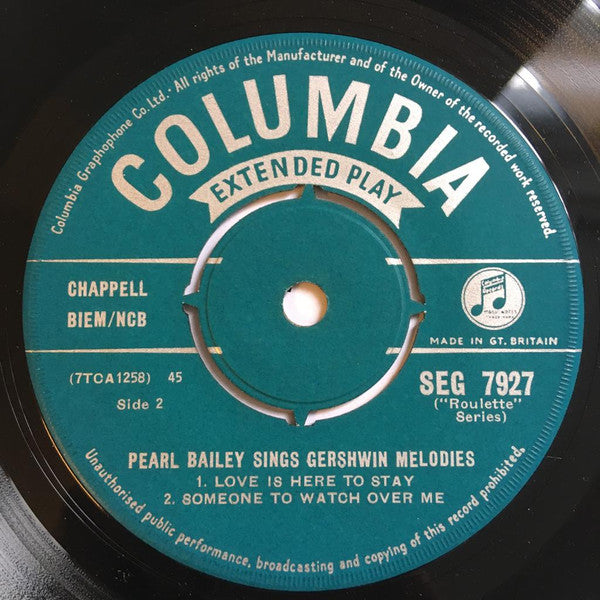 Columbia Graphophone Co. Ltd. All rights of the Manufacturer and of the Owner of the recorded work reserved.
COLUMBIA
EXTENDED PLAY
CHAPPELL
BIEM/NCB
MADE IN GT. BRITAIN
(7TCA1258) 45
Side 2
SEG 7927
("Roulette"
Series)
PEARL BAILEY SINGS GERSHWIN MELODIES
1. LOVE IS HERE TO STAY
2. SOMEONE TO WATCH OVER ME
Unauthorised public performance, broadcasting and copying of this record prohibited.